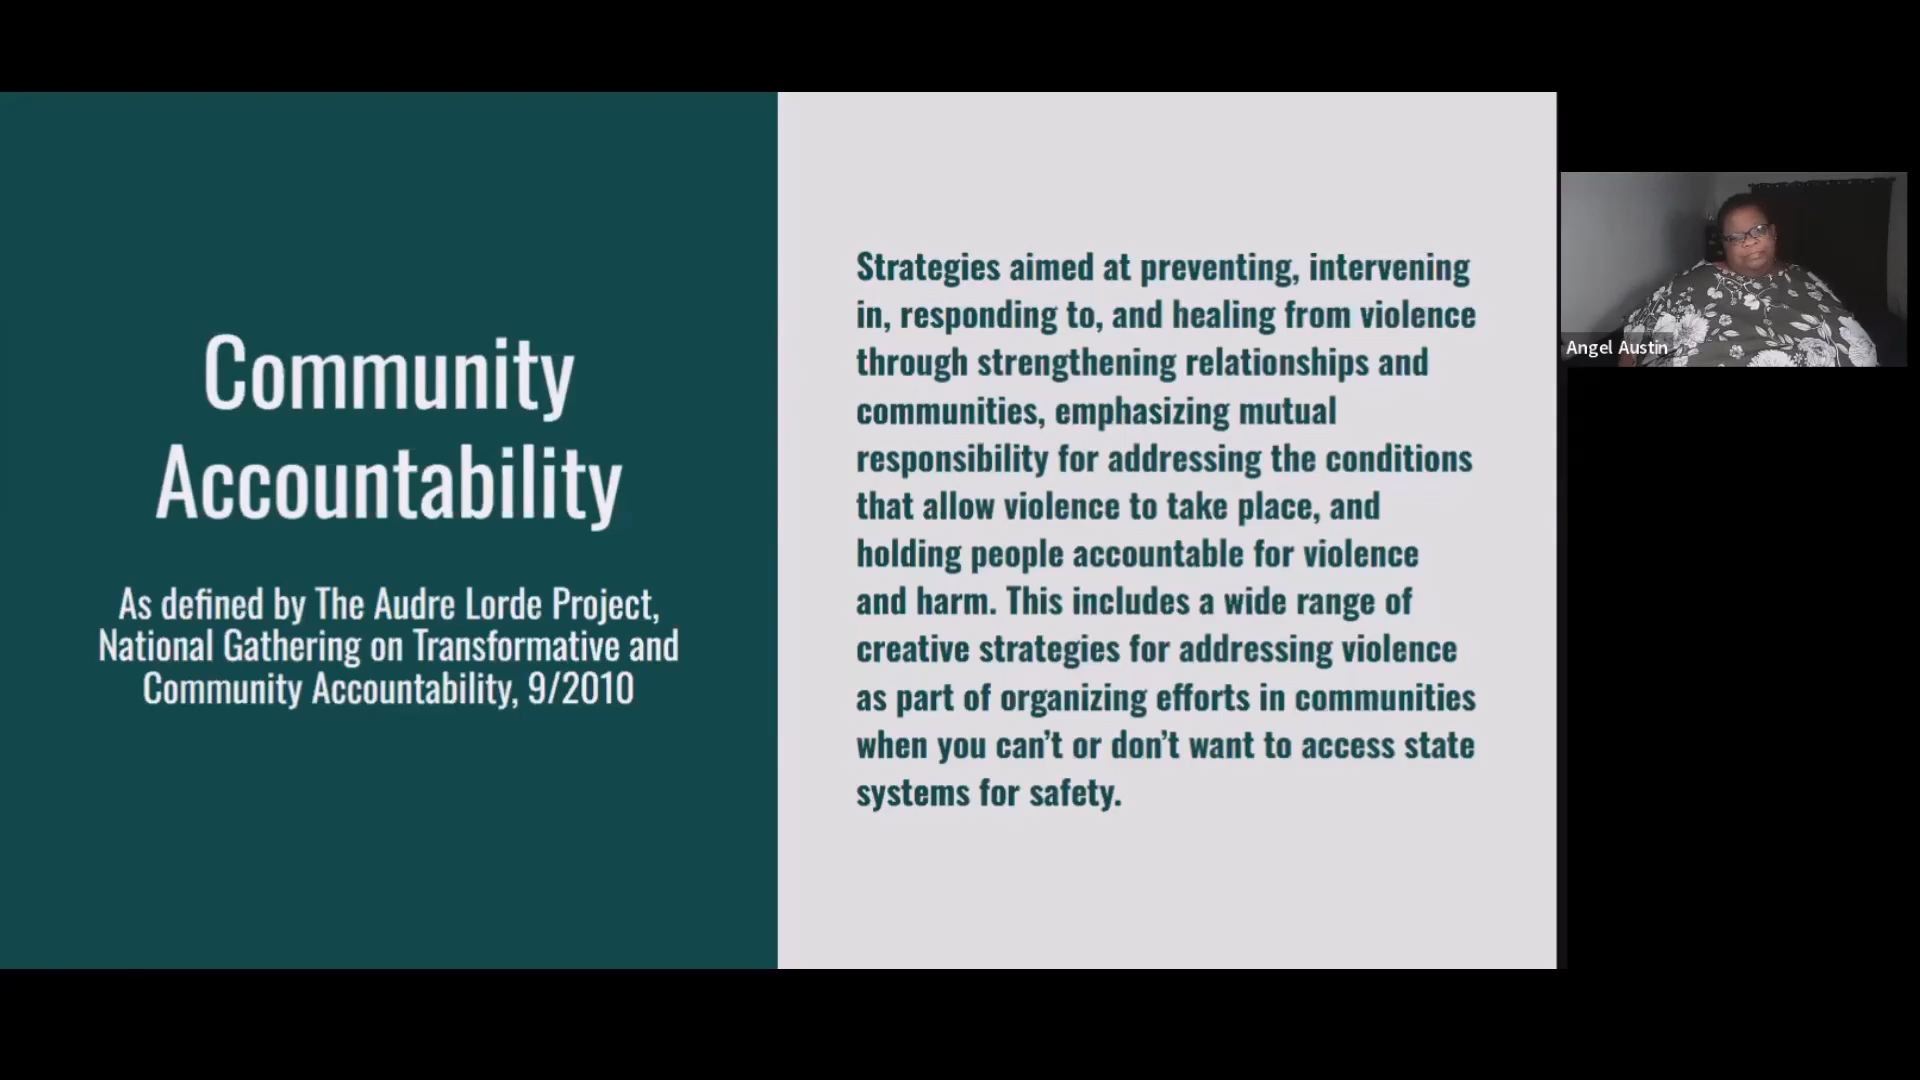 Community
Accountability
As defined by The Audre Lorde Project,
National Gathering on Transformative and
Community Accountability, 9/2010
Strategies aimed at preventing, intervening
in, responding to, and healing from violence
through strengthening relationships and
communities, emphasizing mutual
responsibility for addressing the conditions
that allow violence to take place, and
holding people accountable for violence
and harm. This includes a wide range of
creative strategies for addressing violence
as part of organizing efforts in communities
when you can’t or don’t want to access state
systems for safety.
Angel Austin